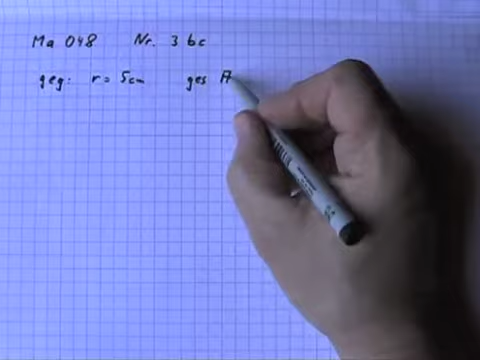 Ma 048 Nr. 3 bc
geg: r = 5cm ges A